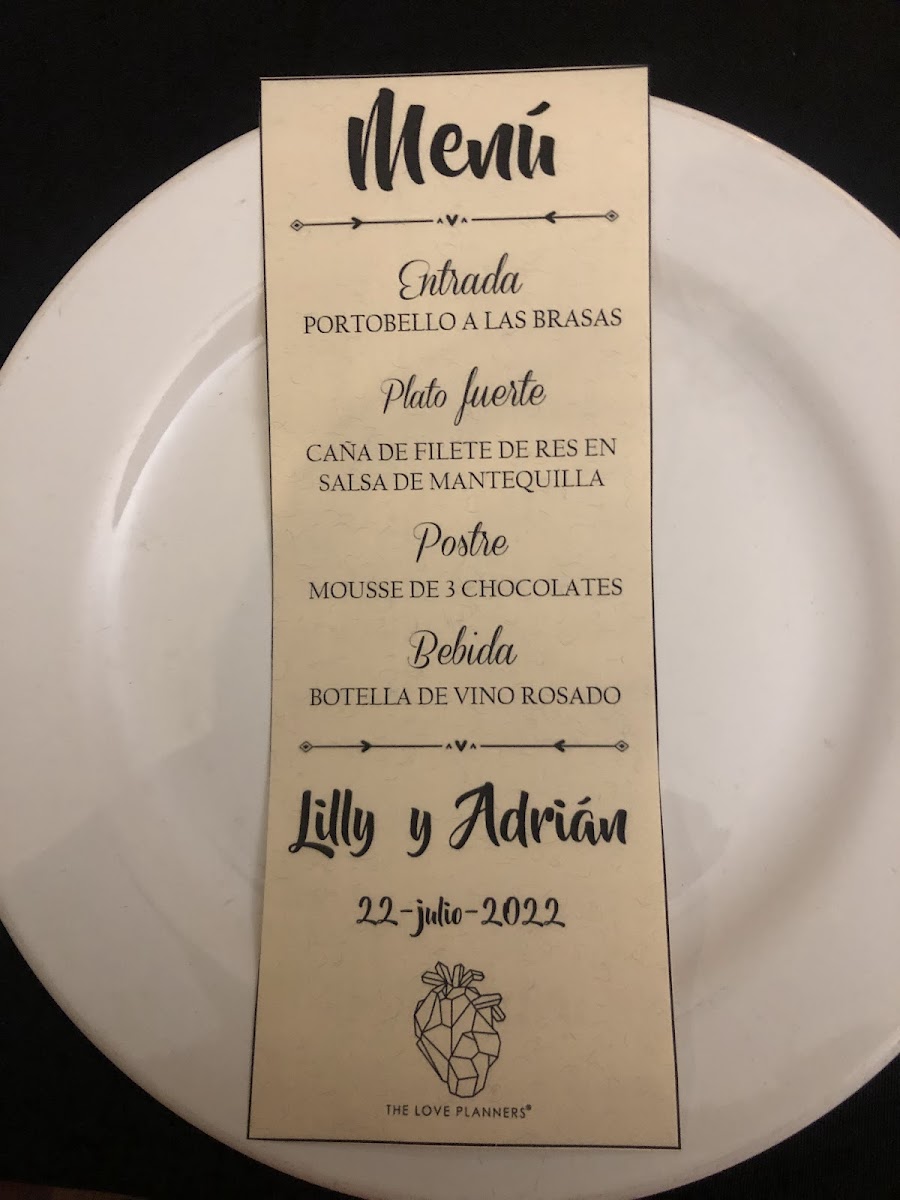 Menú
Entrada
PORTOBELLO A LAS BRASAS
Plato fuerte
CAÑA DE FILETE DE RES EN
SALSA DE MANTEQUILLA
Postre
MOUSSE DE 3 CHOCOLATES
Bebida
BOTELLA DE VINO ROSADO
Lilly y Adrián
22-julio-2022
THE LOVE PLANNERS®